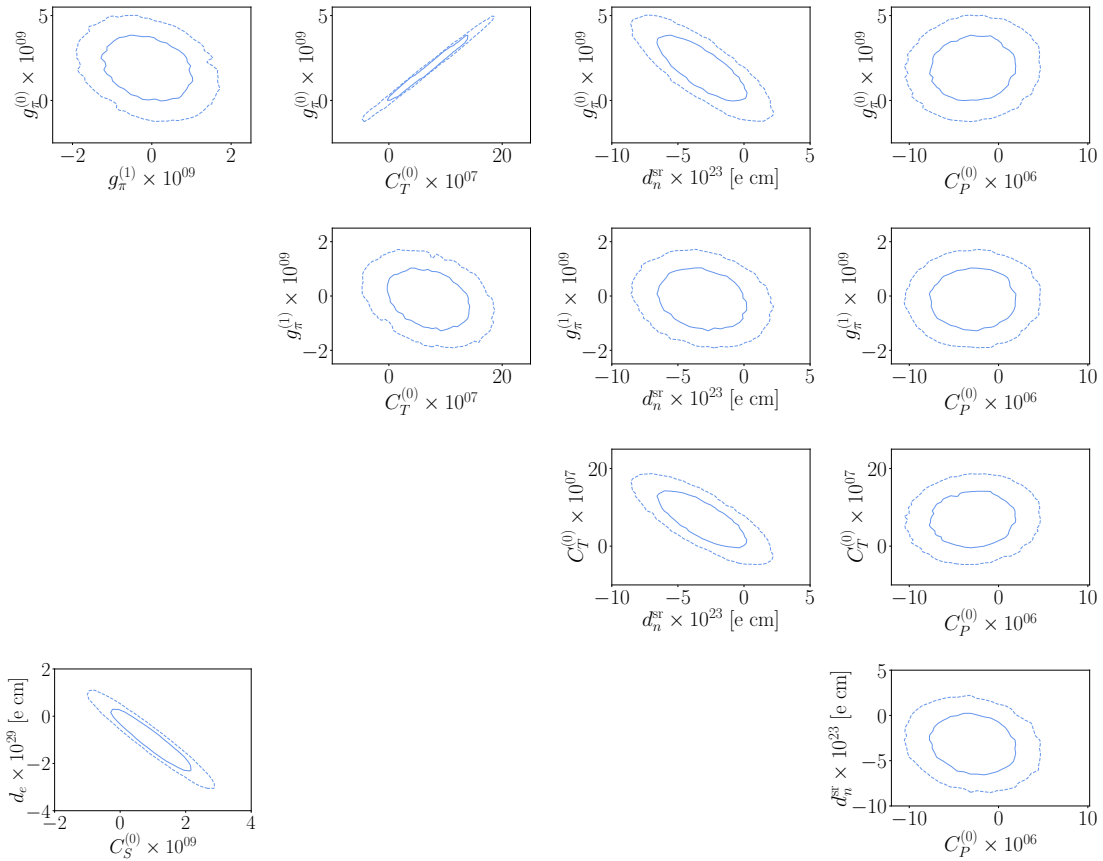 5
0
g_π^(0) × 10^09
−2 0 2
g_π^(1) × 10^09
5
0
g_π^(0) × 10^09
0 20
C_T^(0) × 10^07
5
0
g_π^(0) × 10^09
−10 −5 0 5
d_n^sr × 10^23 [e cm]
5
0
g_π^(0) × 10^09
−10 0 10
C_P^(0) × 10^06
2
0
−2
g_π^(1) × 10^09
0 20
C_T^(0) × 10^07
2
0
−2
g_π^(1) × 10^09
−10 −5 0 5
d_n^sr × 10^23 [e cm]
2
0
−2
g_π^(1) × 10^09
−10 0 10
C_P^(0) × 10^06
20
0
C_T^(0) × 10^07
−10 −5 0 5
d_n^sr × 10^23 [e cm]
20
0
C_T^(0) × 10^07
−10 0 10
C_P^(0) × 10^06
2
0
−2
−4
d_e × 10^29 [e cm]
−2 0 2 4
C_S^(0) × 10^09
5
0
−5
−10
d_n^sr × 10^23 [e cm]
−10 0 10
C_P^(0) × 10^06